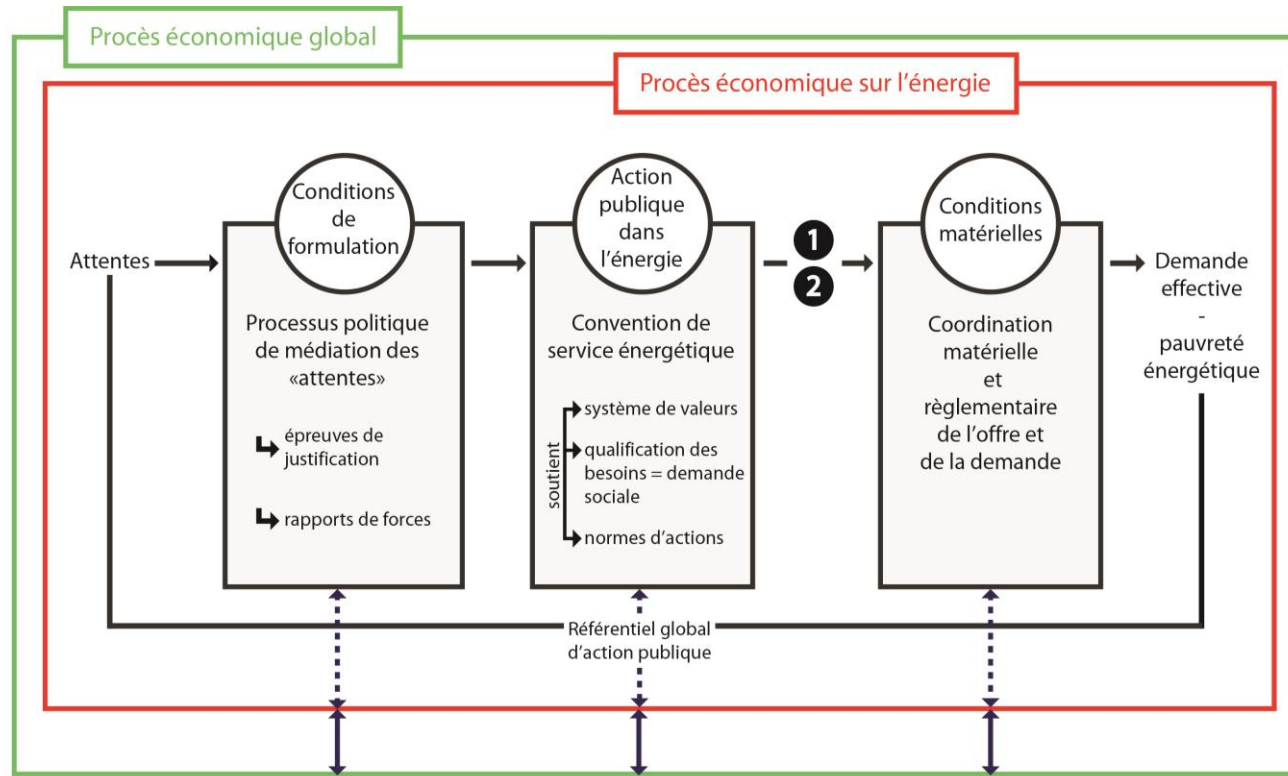 Procès économique global
Procès économique sur l'énergie
Attentes
Conditions
de
formulation
Processus politique
de médiation des
«attentes»
épreuves de
justification
rapports de forces
Action
publique
dans
l'énergie
Convention de
service énergétique
soutient
système de valeurs
qualification des
besoins = demande
sociale
normes d'actions
1
2
Conditions
matérielles
Coordination
matérielle
et
règlementaire
de l'offre et
de la demande
Demande
effective
-
pauvreté
énergétique
Référentiel global
d'action publique